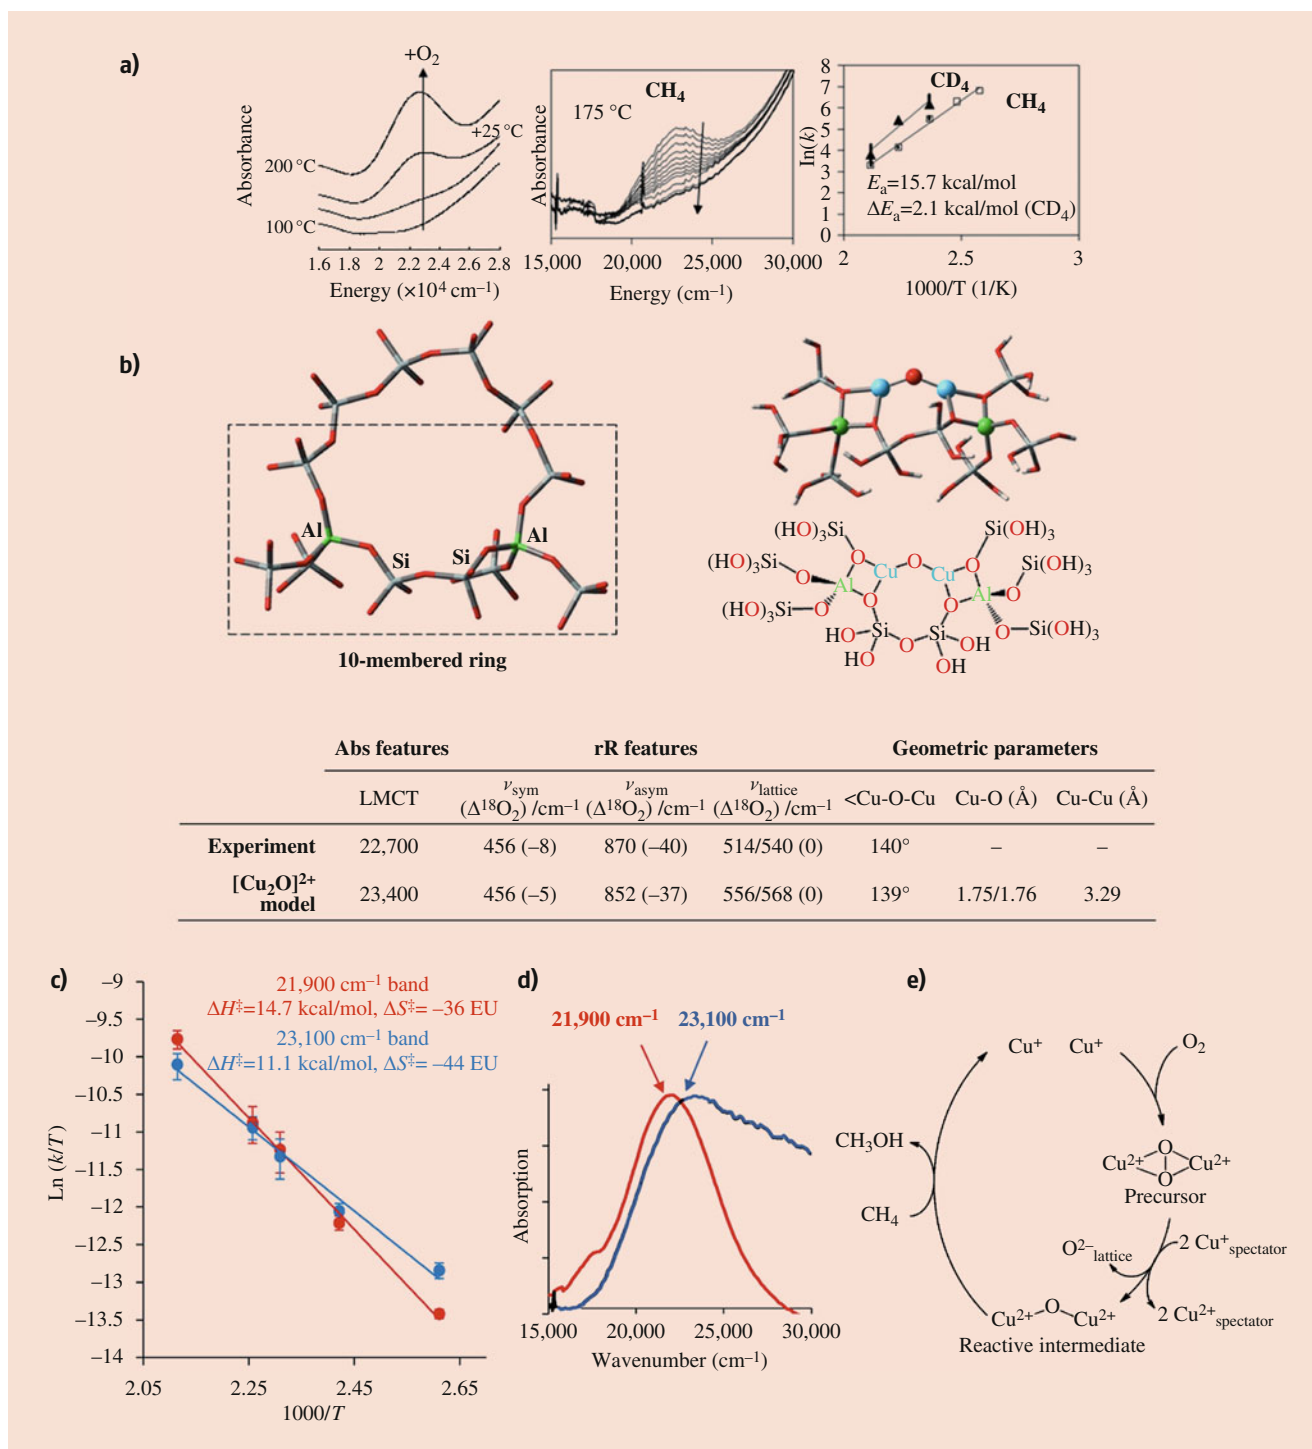 a)
+O2
Absorbance
+25 °C
200 °C
100 °C
1.6 1.8 2 2.2 2.4 2.6 2.8
Energy (×10⁴ cm⁻¹)
Absorbance
CH4
175 °C
15,000 20,000 25,000 30,000
Energy (cm⁻¹)
ln(k)
8
7
6
5
4
3
2
1
0
CD4
CH4
Ea=15.7 kcal/mol
ΔEa=2.1 kcal/mol (CD4)
2 2.5 3
1000/T (1/K)
b)
Al Si Si Al
10-membered ring
(HO)3Si Si(OH)3
(HO)3Si O Cu O Cu O Si(OH)3
O Al Al O
(HO)3Si O O O O Si(OH)3
HO Si O Si OH
HO OH
Abs features rR features Geometric parameters
LMCT νsym (Δ¹⁸O2) /cm⁻¹ νasym (Δ¹⁸O2) /cm⁻¹ νlattice (Δ¹⁸O2) /cm⁻¹ <Cu-O-Cu Cu-O (Å) Cu-Cu (Å)
Experiment 22,700 456 (–8) 870 (–40) 514/540 (0) 140° – –
[Cu2O]²⁺ model 23,400 456 (–5) 852 (–37) 556/568 (0) 139° 1.75/1.76 3.29
c)
Ln (k/T)
–9
–9.5
–10
–10.5
–11
–11.5
–12
–12.5
–13
–13.5
–14
21,900 cm⁻¹ band
ΔH‡=14.7 kcal/mol, ΔS‡= –36 EU
23,100 cm⁻¹ band
ΔH‡=11.1 kcal/mol, ΔS‡= –44 EU
2.05 2.25 2.45 2.65
1000/T
d)
21,900 cm⁻¹ 23,100 cm⁻¹
Absorption
15,000 20,000 25,000 30,000
Wavenumber (cm⁻¹)
e)
Cu⁺ Cu⁺ O2
CH3OH
CH4
O
Cu²⁺ Cu²⁺
O
Precursor
O²⁻lattice 2 Cu⁺spectator
Cu²⁺ O Cu²⁺ 2 Cu²⁺spectator
Reactive intermediate